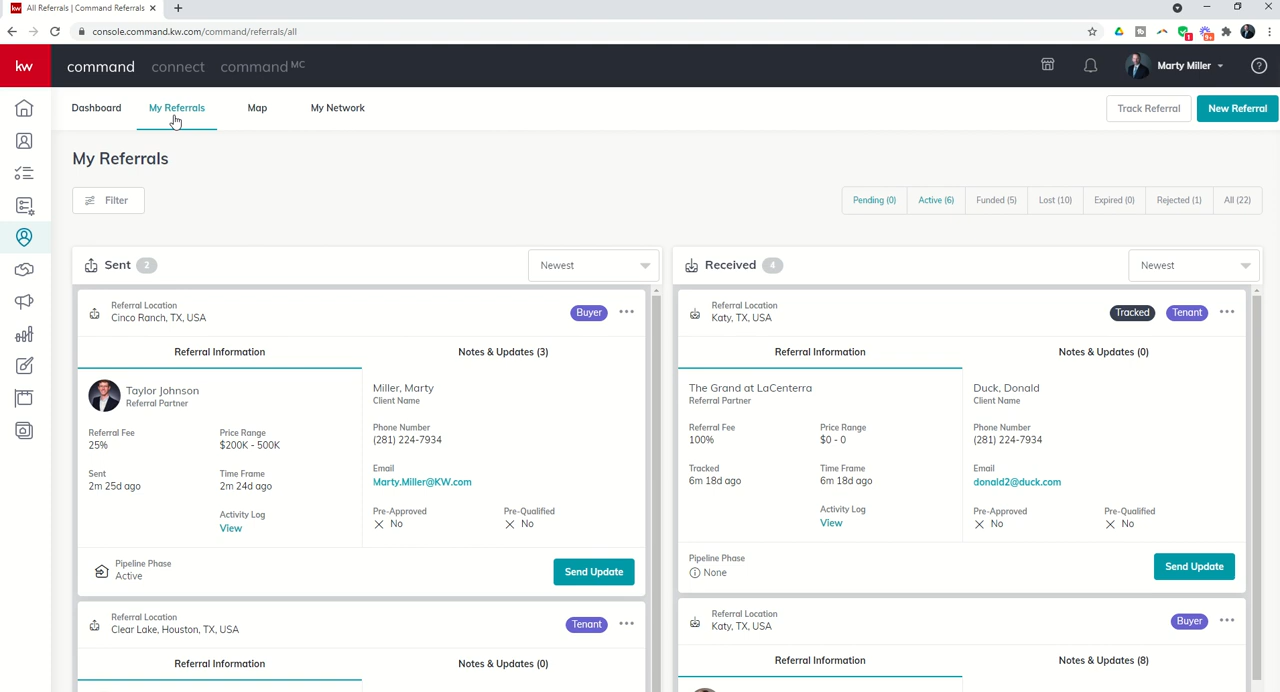 kw All Referrals | Command Referrals
console.command.kw.com/command/referrals/all
1 9+
kw command connect command MC Marty Miller
Dashboard My Referrals Map My Network Track Referral New Referral
My Referrals
Filter Pending (0) Active (6) Funded (5) Lost (10) Expired (0) Rejected (1) All (22)
Sent 2 Newest
Referral Location
Cinco Ranch, TX, USA
Buyer
Referral Information Notes & Updates (3)
Taylor Johnson
Referral Partner
Miller, Marty
Client Name
Referral Fee
25%
Price Range
$200K - 500K
Phone Number
(281) 224-7934
Sent
2m 25d ago
Time Frame
2m 24d ago
Email
Marty.Miller@KW.com
Activity Log
View
Pre-Approved
No
Pre-Qualified
No
Pipeline Phase
Active
Send Update
Referral Location
Clear Lake, Houston, TX, USA
Tenant
Referral Information Notes & Updates (0)
Received 4 Newest
Referral Location
Katy, TX, USA
Tracked Tenant
Referral Information Notes & Updates (0)
The Grand at LaCenterra
Referral Partner
Duck, Donald
Client Name
Referral Fee
100%
Price Range
$0 - 0
Phone Number
(281) 224-7934
Tracked
6m 18d ago
Time Frame
6m 18d ago
Email
donald2@duck.com
Activity Log
View
Pre-Approved
No
Pre-Qualified
No
Pipeline Phase
None
Send Update
Referral Location
Katy, TX, USA
Buyer
Referral Information Notes & Updates (8)